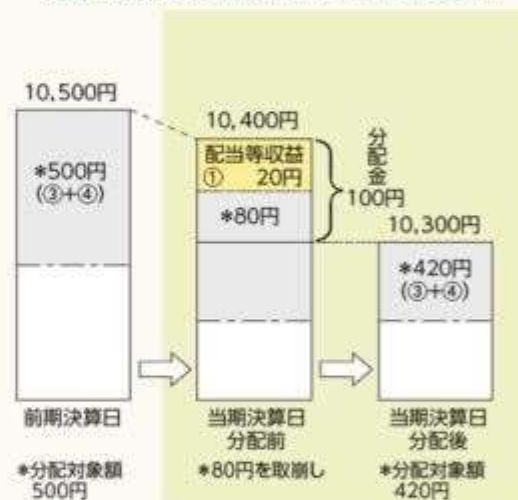 10,500円
*500円
(③+④)
前期決算日
*分配対象額
500円
10,400円
配当等収益
① 20円
*80円
分配金
100円
当期決算日
分配前
*80円を取崩し
10,300円
*420円
(③+④)
当期決算日
分配後
*分配対象額
420円